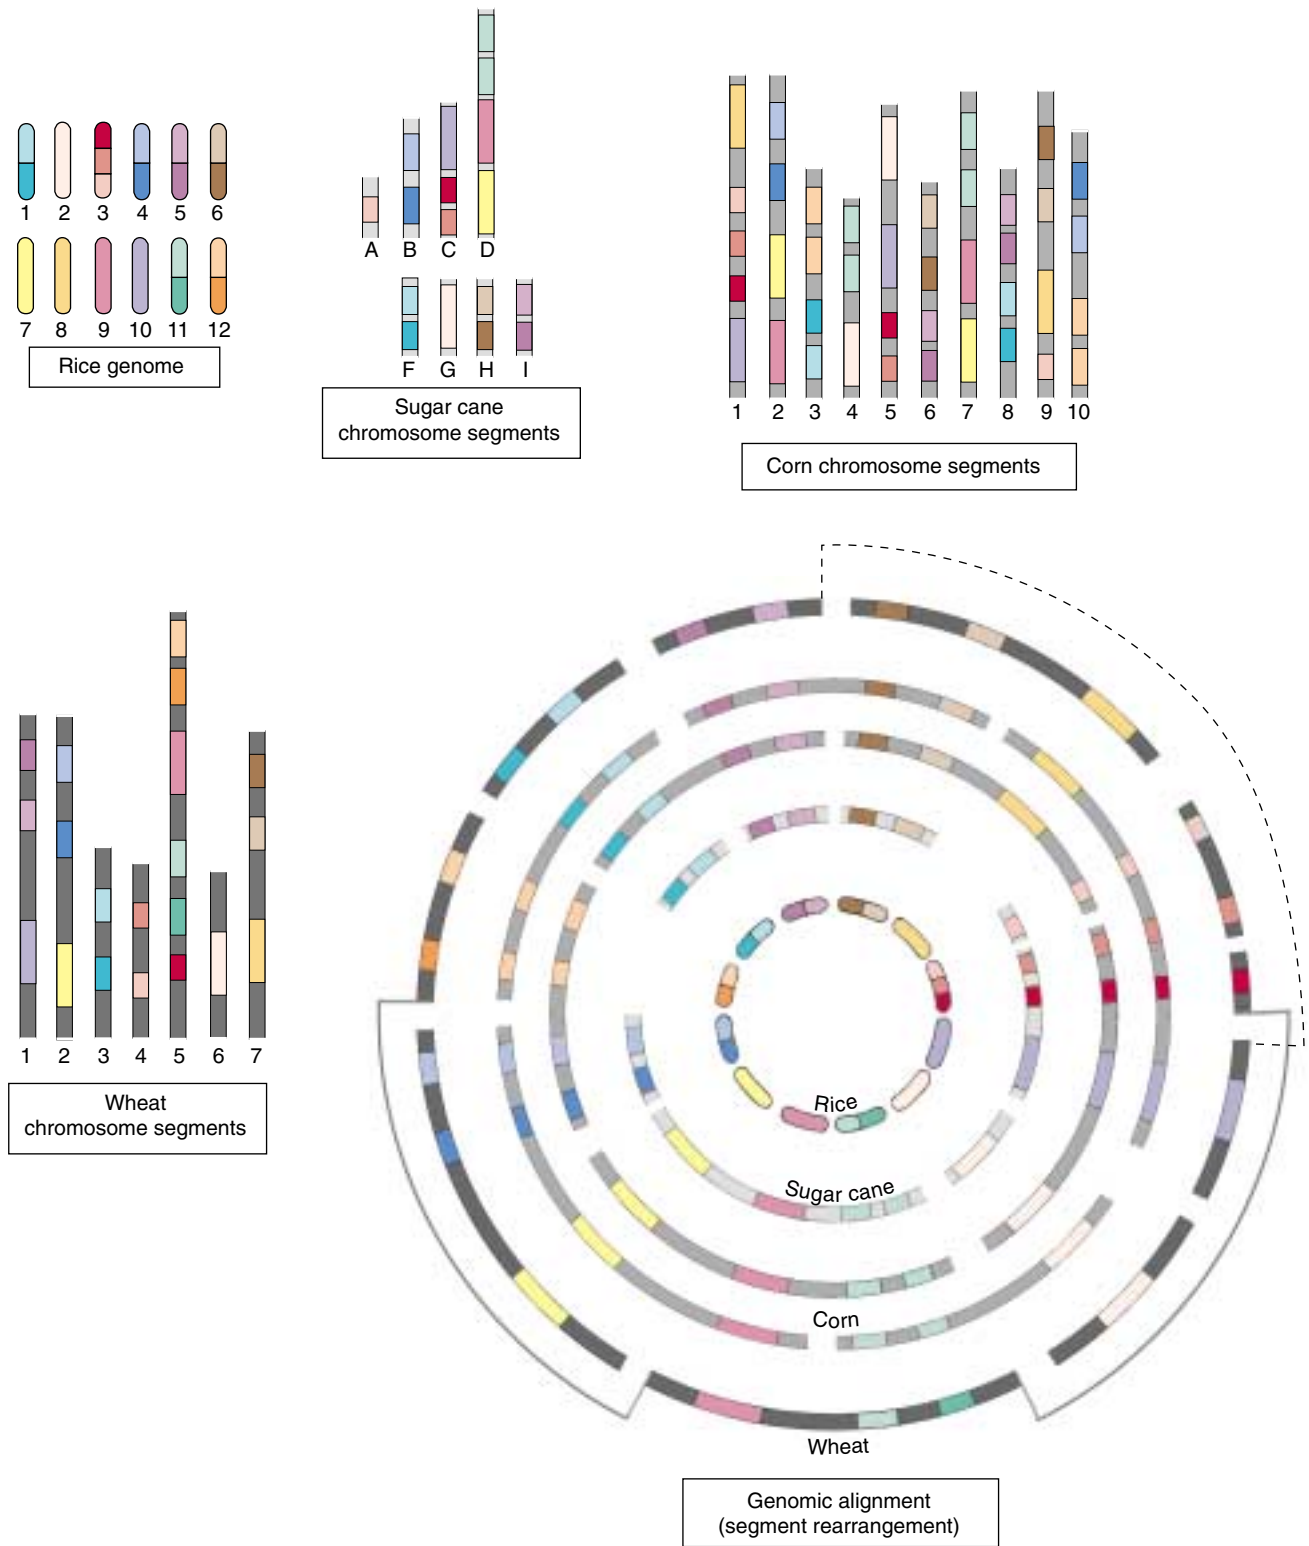 1 2 3 4 5 6
7 8 9 10 11 12
Rice genome
A B C D
F G H I
Sugar cane
chromosome segments
1 2 3 4 5 6 7 8 9 10
Corn chromosome segments
1 2 3 4 5 6 7
Wheat
chromosome segments
Rice
Sugar cane
Corn
Wheat
Genomic alignment
(segment rearrangement)